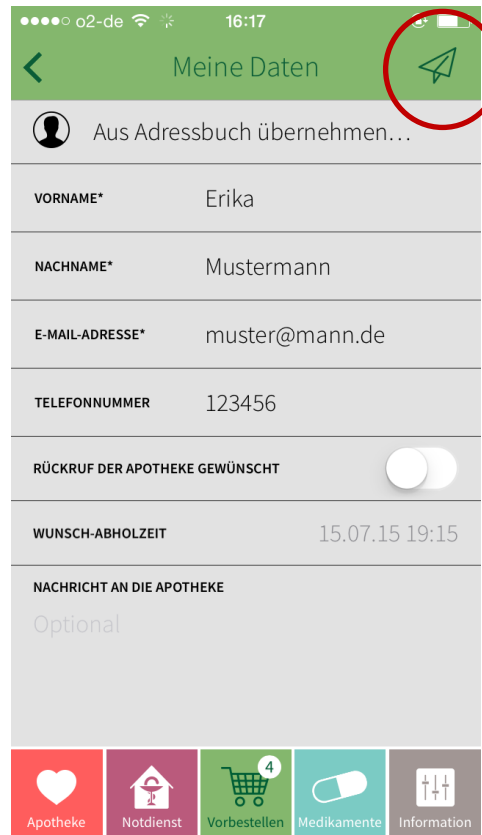 o2-de 16:17
Meine Daten
Aus Adressbuch übernehmen...
VORNAME* Erika
NACHNAME* Mustermann
E-MAIL-ADRESSE* muster@mann.de
TELEFONNUMMER 123456
RÜCKRUF DER APOTHEKE GEWÜNSCHT
WUNSCH-ABHOLZEIT 15.07.15 19:15
NACHRICHT AN DIE APOTHEKE
Optional
4
Apotheke Notdienst Vorbestellen Medikamente Information